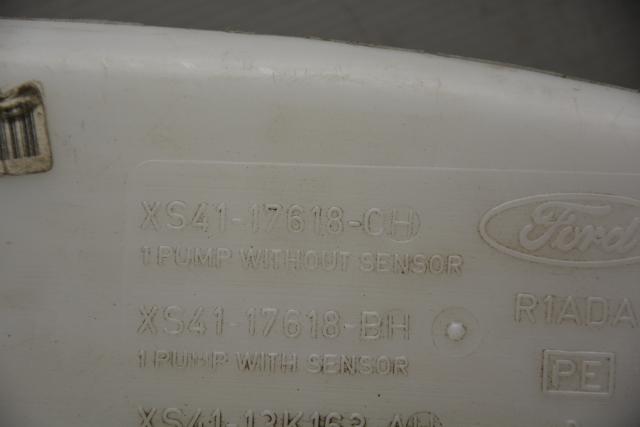 XS41-17618-CH
1 PUMP WITHOUT SENSOR
Ford
XS41-17618-BH
1 PUMP WITH SENSOR
R1ADA
PE